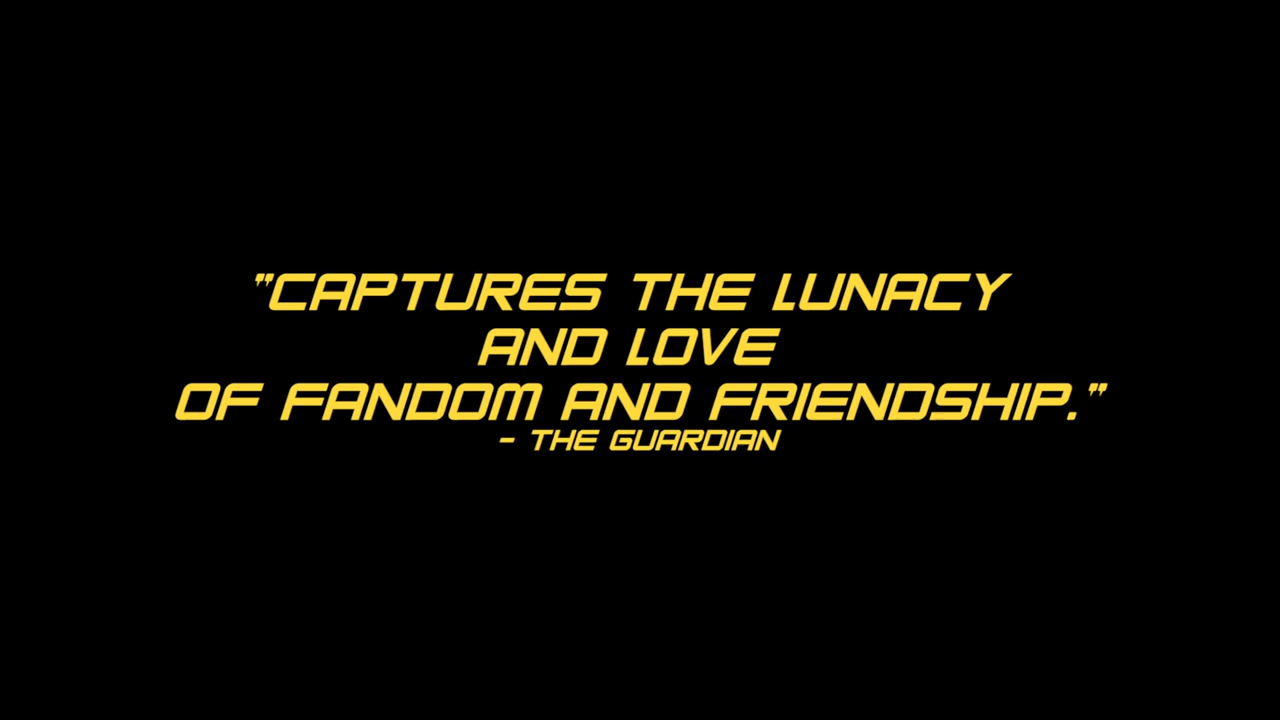 "CAPTURES THE LUNACY
AND LOVE
OF FANDOM AND FRIENDSHIP."
- THE GUARDIAN